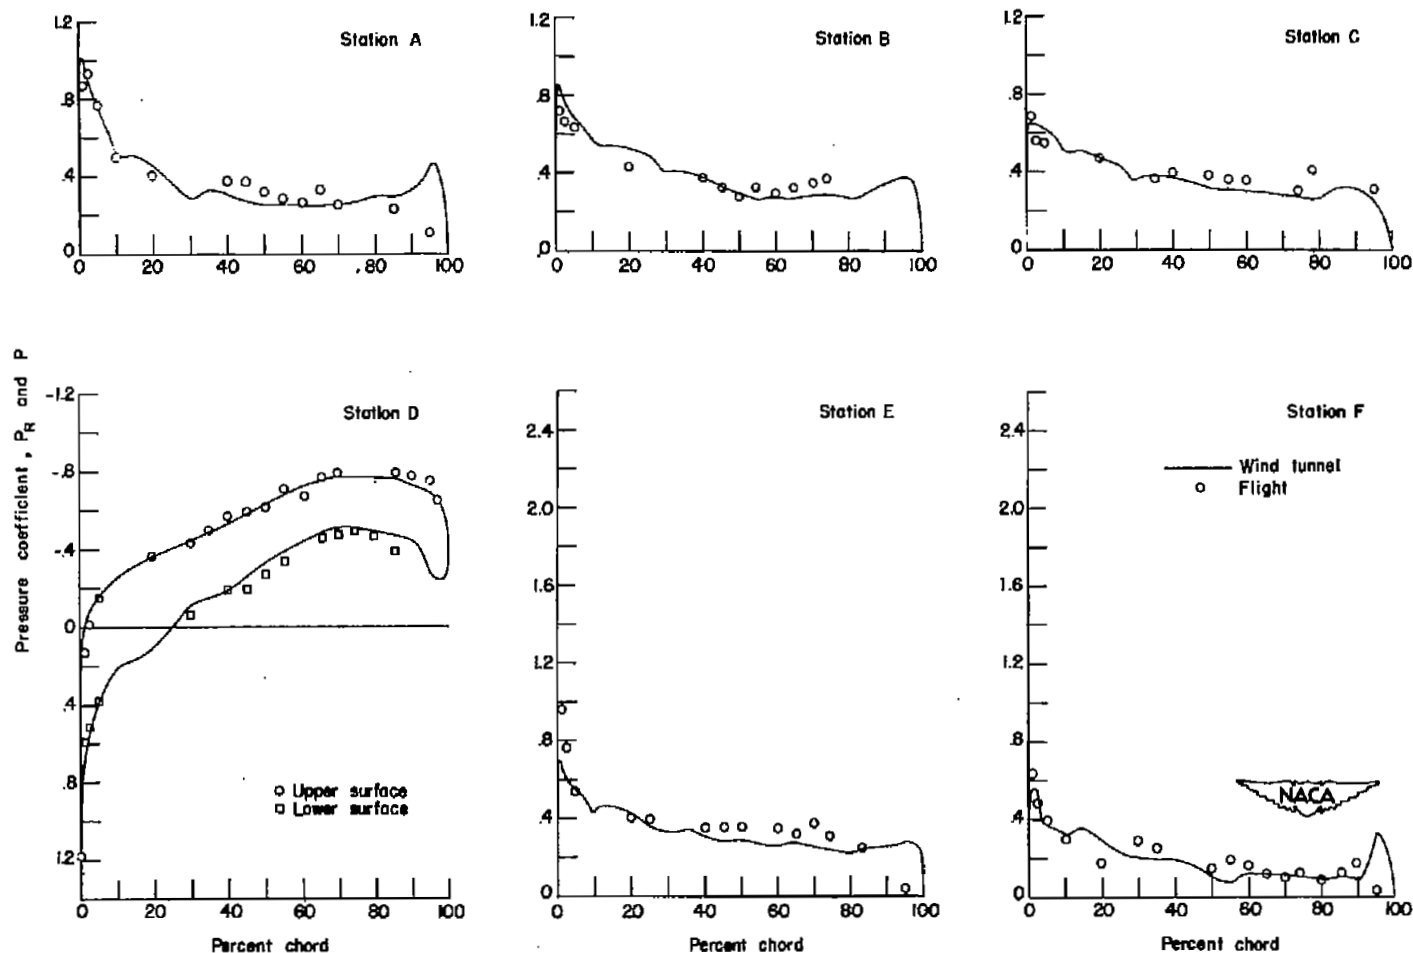 Station A
1.2
.8
.4
0
0 20 40 60 .80 100
Station B
1.2
.8
.4
.0
0 20 40 60 80 100
Station C
1.2
.8
.4
0
0 20 40 60 80 100
Pressure coefficient, P_R and P
Station D
-1.2
-.8
-.4
0
.4
.8
1.2
Upper surface
Lower surface
0 20 40 60 80 100
Percent chord
Station E
2.4
2.0
1.6
1.2
.8
.4
0
0 20 40 60 80 100
Percent chord
Station F
2.4
2.0
1.6
1.2
.8
.4
0
Wind tunnel
Flight
NACA
0 20 40 60 80 100
Percent chord